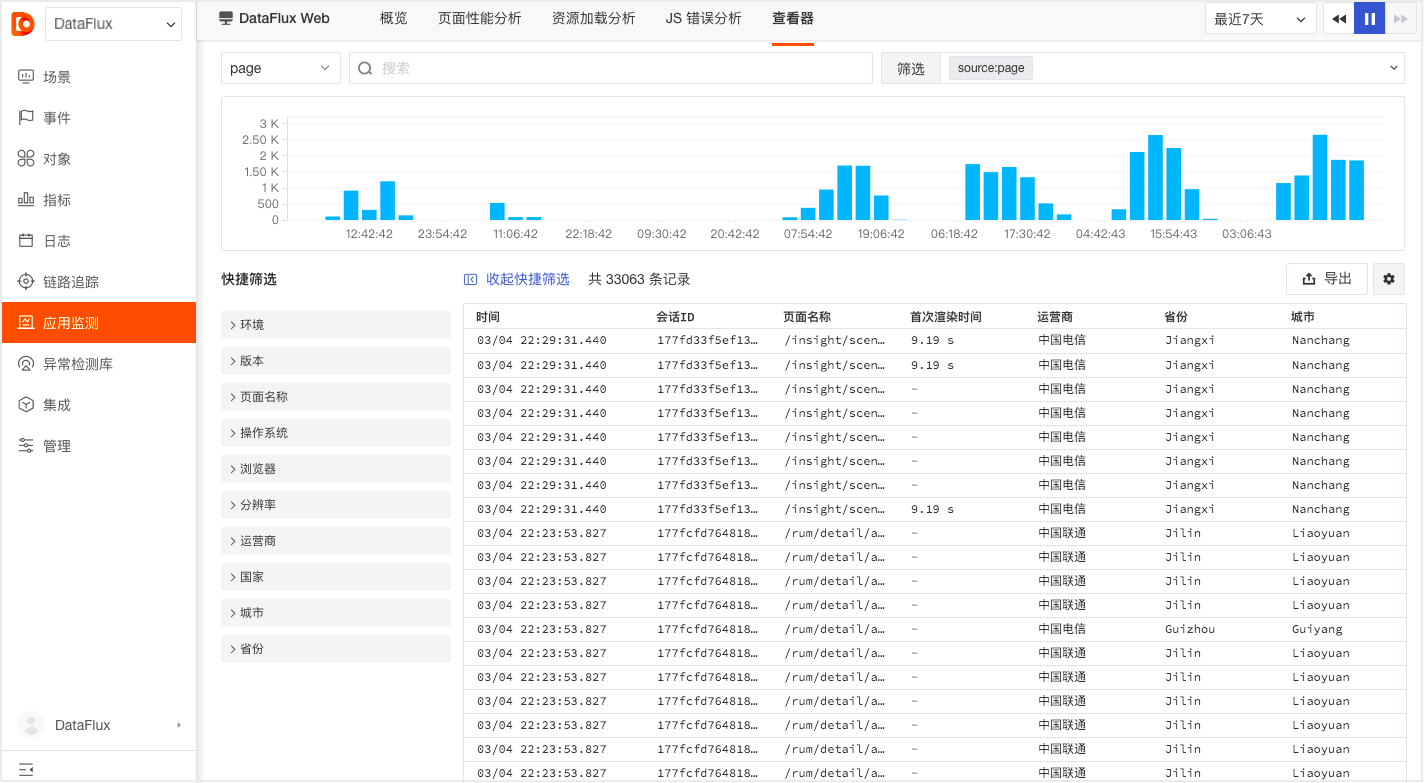 DataFlux
场景
事件
对象
指标
日志
链路追踪
应用监测
异常检测库
集成
管理
DataFlux
DataFlux Web 概览 页面性能分析 资源加载分析 JS 错误分析 查看器 最近7天
page 搜索 筛选 source:page
3 K
2.50 K
2 K
1.50 K
1 K
500
0
12:42:42 23:54:42 11:06:42 22:18:42 09:30:42 20:42:42 07:54:42 19:06:42 06:18:42 17:30:42 04:42:43 15:54:43 03:06:43
快捷筛选 收起快捷筛选 共 33063 条记录 导出
环境
版本
页面名称
操作系统
浏览器
分辨率
运营商
国家
城市
省份
时间 会话ID 页面名称 首次渲染时间 运营商 省份 城市
03/04 22:29:31.440 177fd33f5ef13… /insight/scen… 9.19 s 中国电信 Jiangxi Nanchang
03/04 22:29:31.440 177fd33f5ef13… /insight/scen… 9.19 s 中国电信 Jiangxi Nanchang
03/04 22:29:31.440 177fd33f5ef13… /insight/scen… - 中国电信 Jiangxi Nanchang
03/04 22:29:31.440 177fd33f5ef13… /insight/scen… - 中国电信 Jiangxi Nanchang
03/04 22:29:31.440 177fd33f5ef13… /insight/scen… - 中国电信 Jiangxi Nanchang
03/04 22:29:31.440 177fd33f5ef13… /insight/scen… - 中国电信 Jiangxi Nanchang
03/04 22:29:31.440 177fd33f5ef13… /insight/scen… - 中国电信 Jiangxi Nanchang
03/04 22:29:31.440 177fd33f5ef13… /insight/scen… 9.19 s 中国电信 Jiangxi Nanchang
03/04 22:23:53.827 177fcfd764818… /rum/detail/a… - 中国联通 Jilin Liaoyuan
03/04 22:23:53.827 177fcfd764818… /rum/detail/a… - 中国联通 Jilin Liaoyuan
03/04 22:23:53.827 177fcfd764818… /rum/detail/a… - 中国联通 Jilin Liaoyuan
03/04 22:23:53.827 177fcfd764818… /rum/detail/a… - 中国联通 Jilin Liaoyuan
03/04 22:23:53.827 177fcfd764818… /rum/detail/a… - 中国电信 Guizhou Guiyang
03/04 22:23:53.827 177fcfd764818… /rum/detail/a… - 中国联通 Jilin Liaoyuan
03/04 22:23:53.827 177fcfd764818… /rum/detail/a… - 中国联通 Jilin Liaoyuan
03/04 22:23:53.827 177fcfd764818… /rum/detail/a… - 中国联通 Jilin Liaoyuan
03/04 22:23:53.827 177fcfd764818… /rum/detail/a… - 中国联通 Jilin Liaoyuan
03/04 22:23:53.827 177fcfd764818… /rum/detail/a… - 中国联通 Jilin Liaoyuan
03/04 22:23:53.827 177fcfd764818… /rum/detail/a… - 中国联通 Jilin Liaoyuan